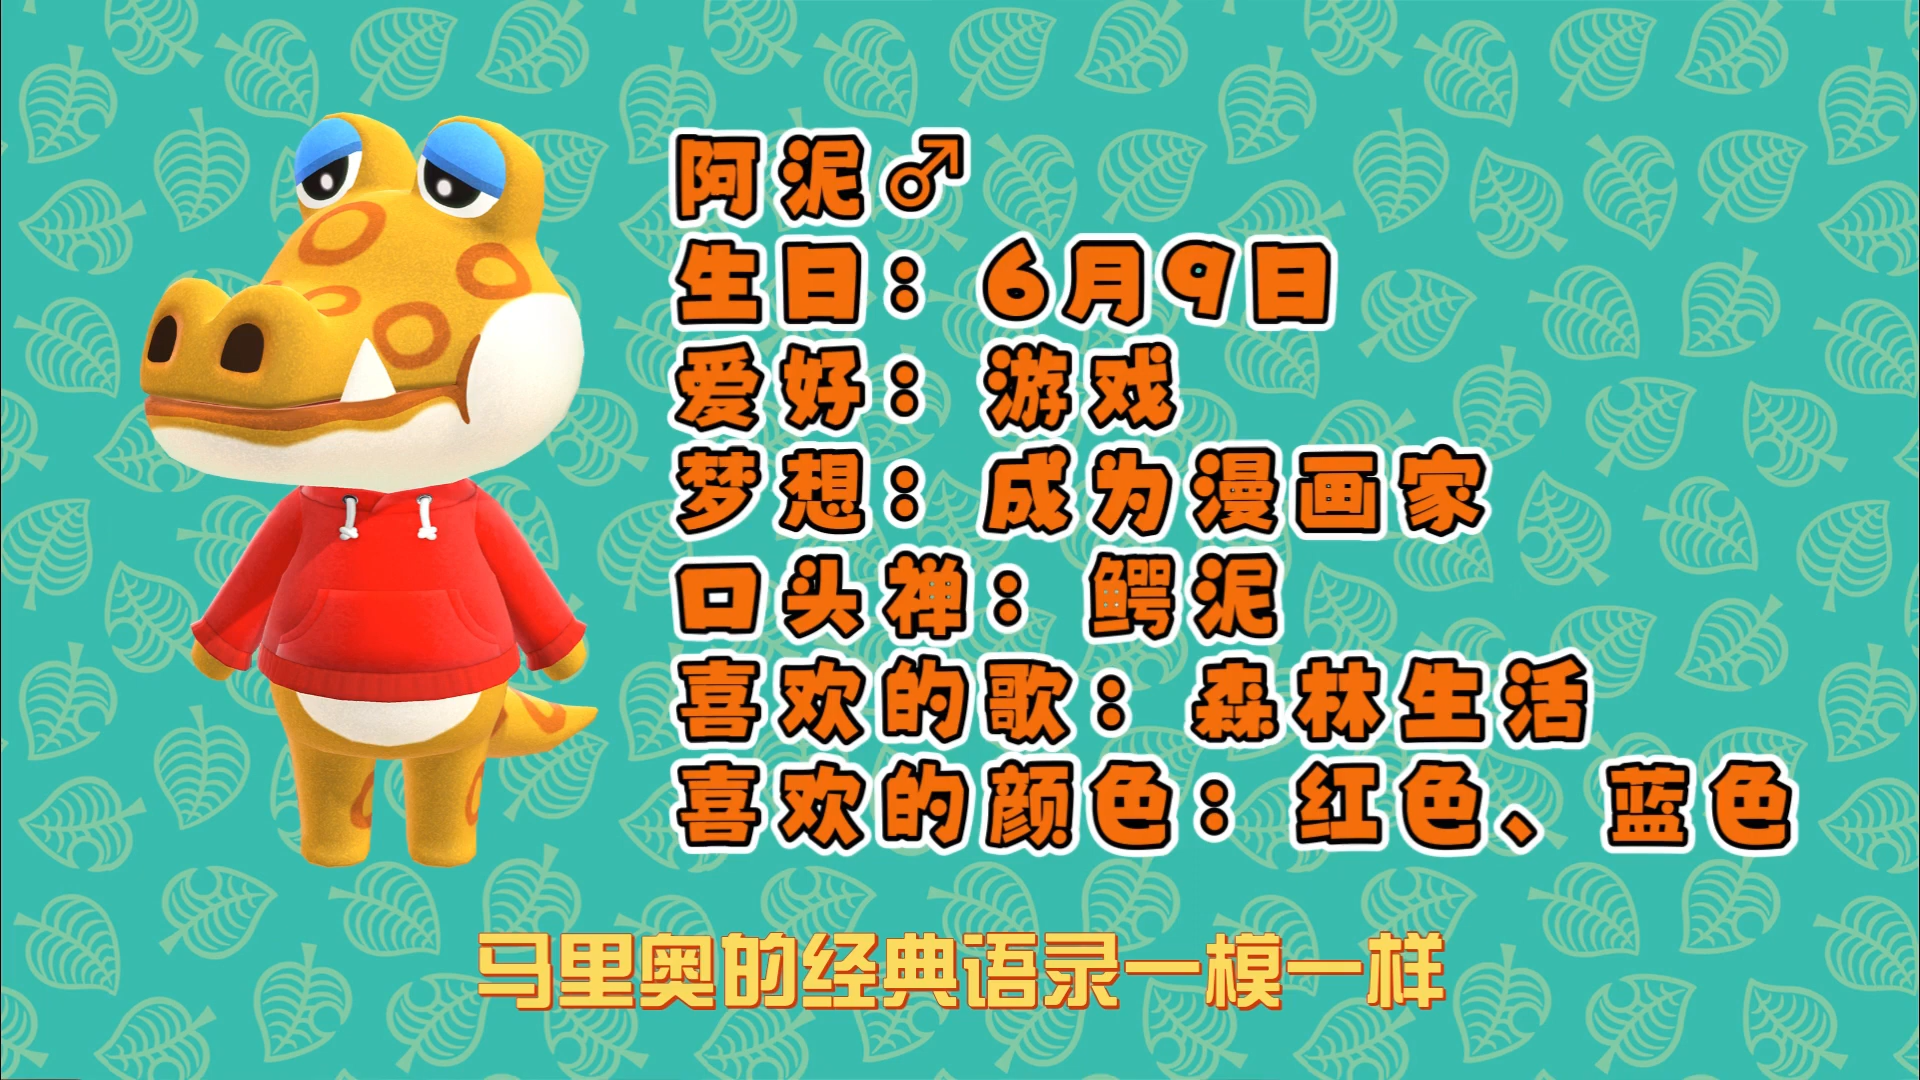 阿泥♂
生日：6月9日
爱好：游戏
梦想：成为漫画家
口头禅：鳄泥
喜欢的歌：森林生活
喜欢的颜色：红色、蓝色
马里奥的经典语录一模一样